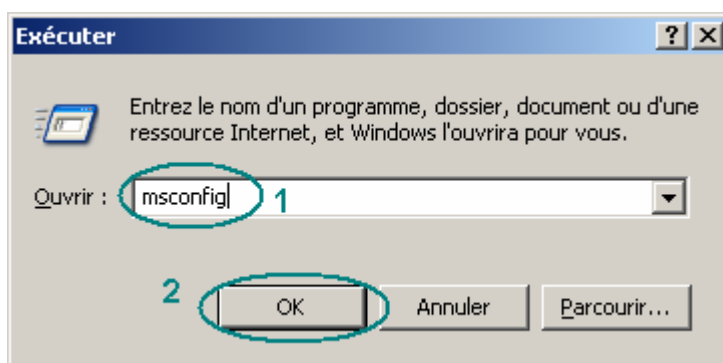 Exécuter
Entrez le nom d'un programme, dossier, document ou d'une
ressource Internet, et Windows l'ouvrira pour vous.
Ouvrir : msconfig 1
2 OK Annuler Parcourir...